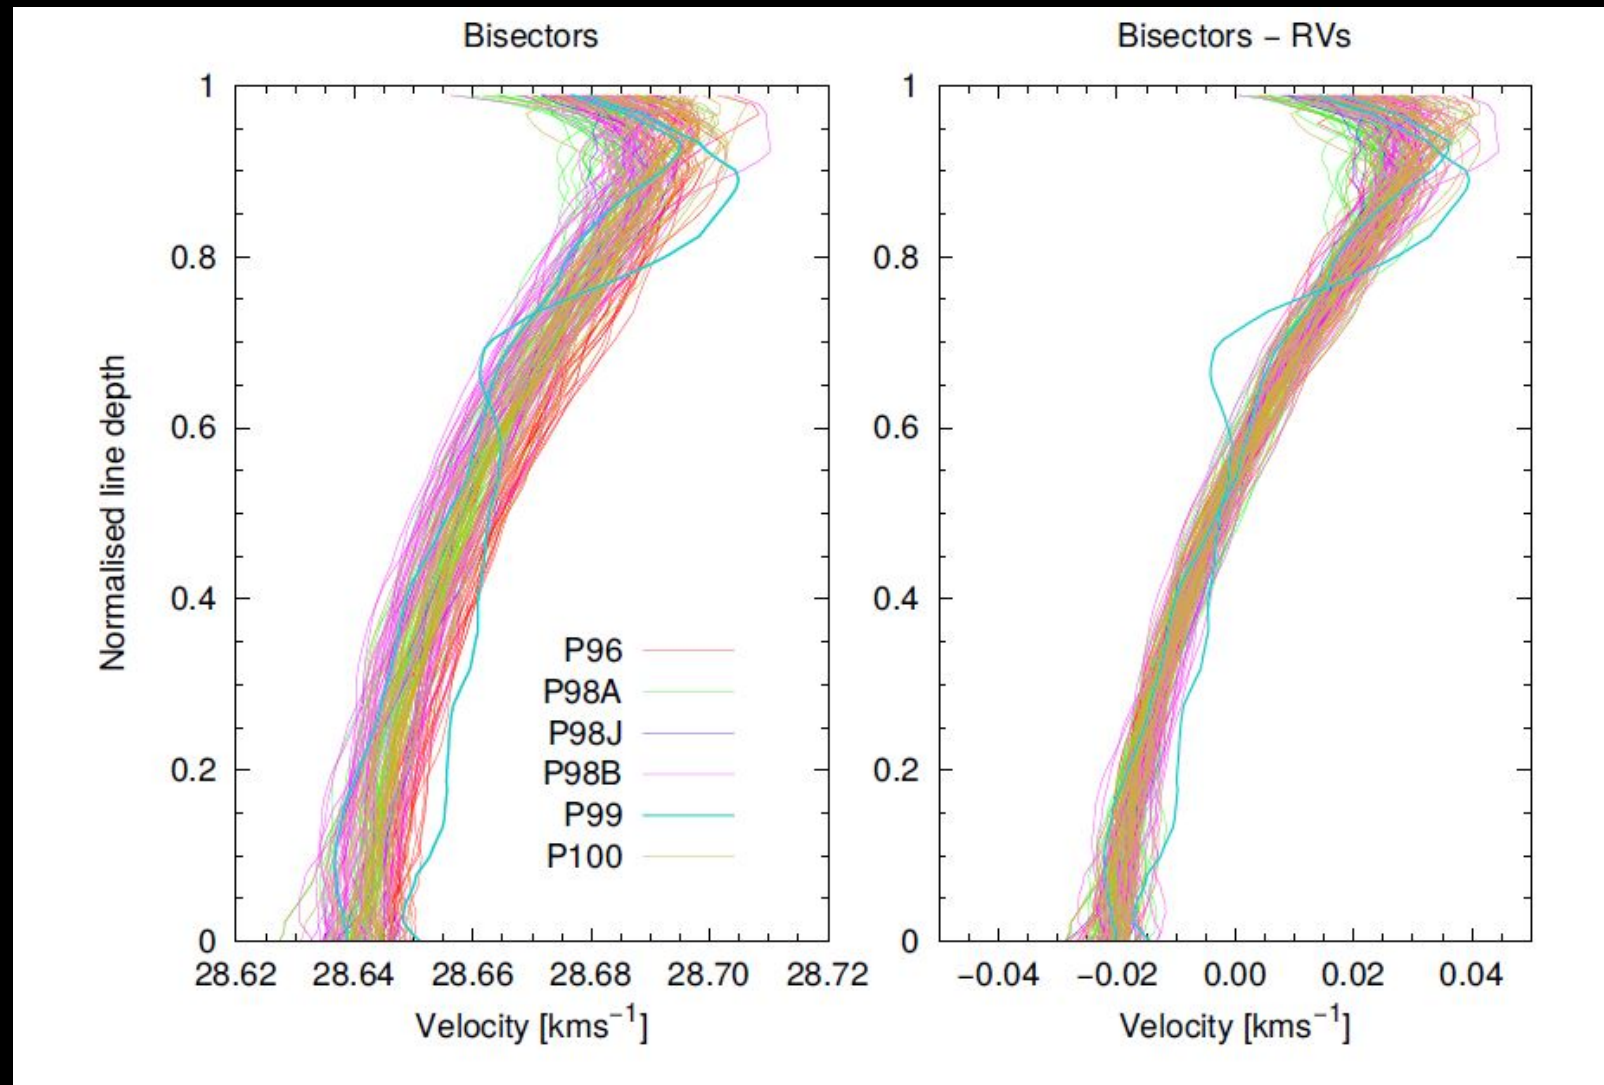 Bisectors
Bisectors − RVs
1
0.8
0.6
0.4
0.2
0
Normalised line depth
P96
P98A
P98J
P98B
P99
P100
28.62 28.64 28.66 28.68 28.70 28.72
Velocity [kms⁻¹]
1
0.8
0.6
0.4
0.2
0
−0.04 −0.02 0.00 0.02 0.04
Velocity [kms⁻¹]